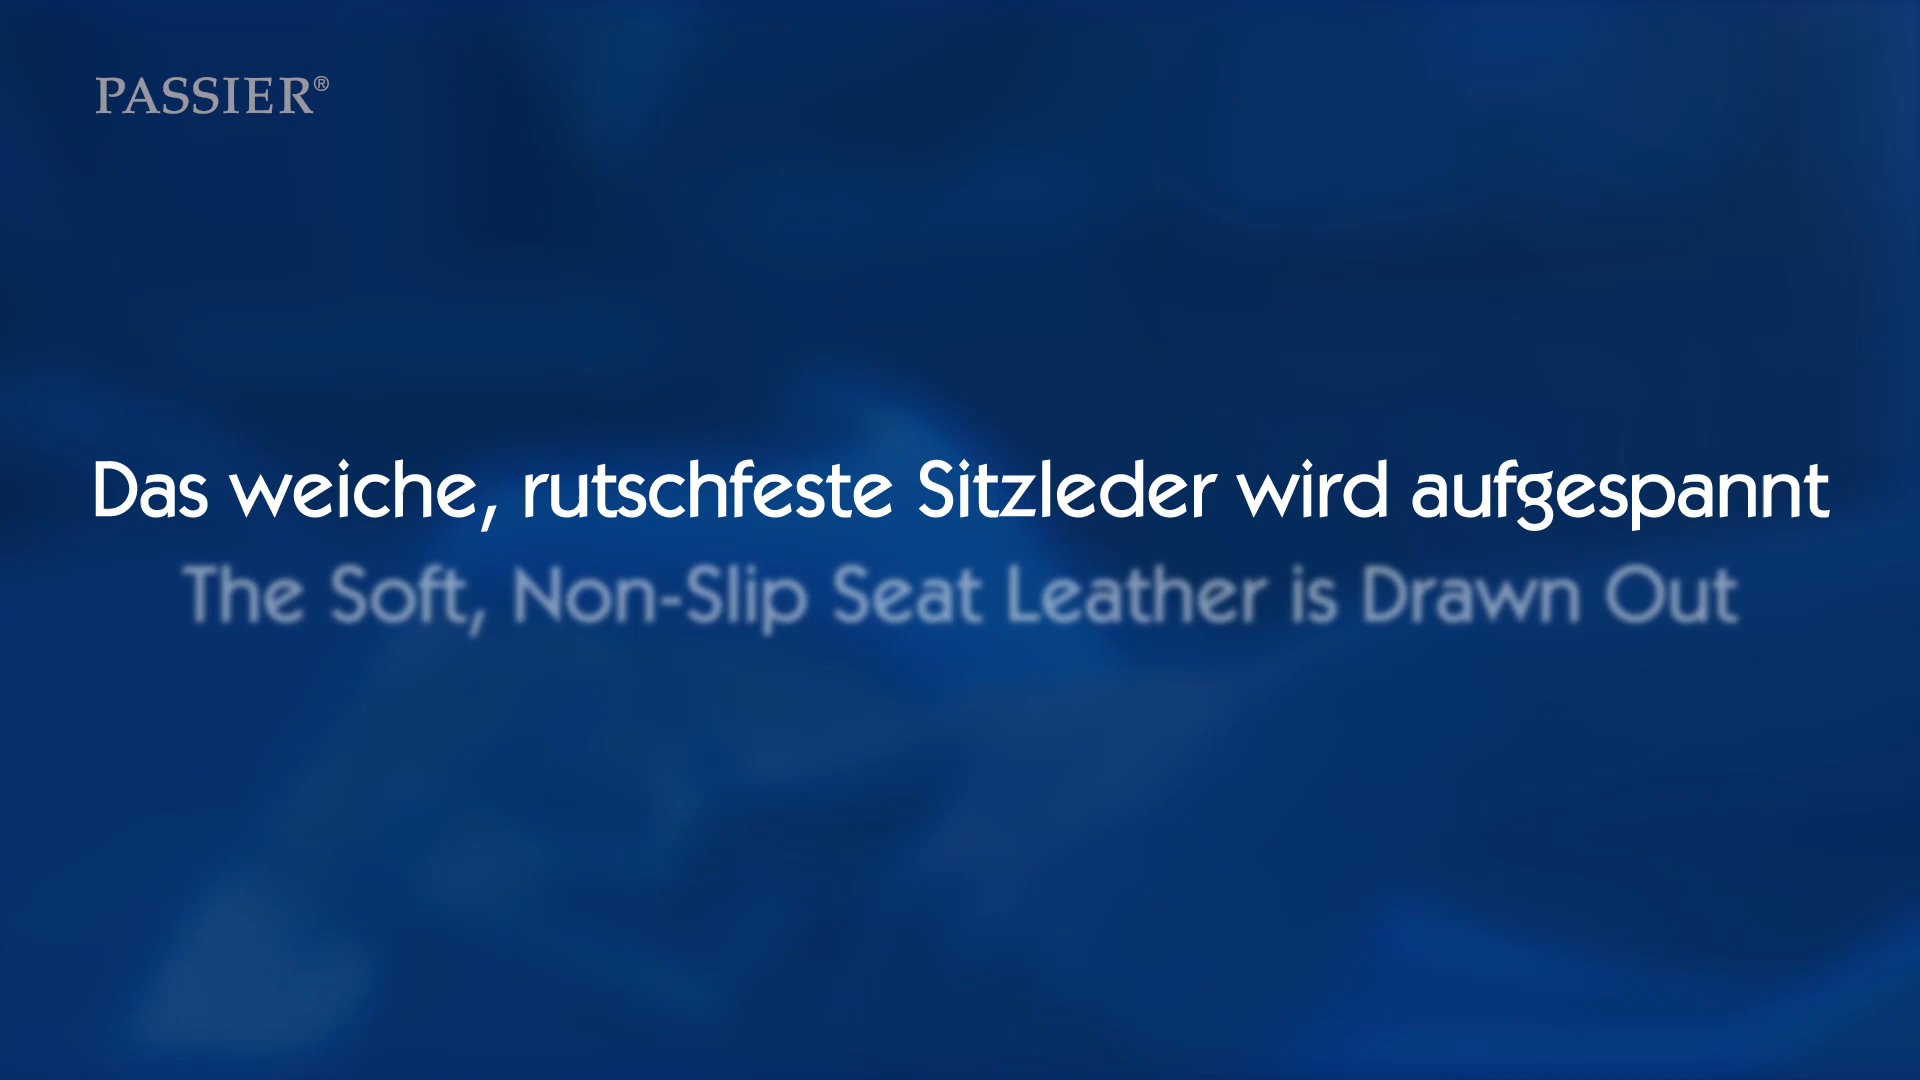 PASSIER®
Das weiche, rutschfeste Sitzleder wird aufgespannt
The Soft, Non-Slip Seat Leather is Drawn Out